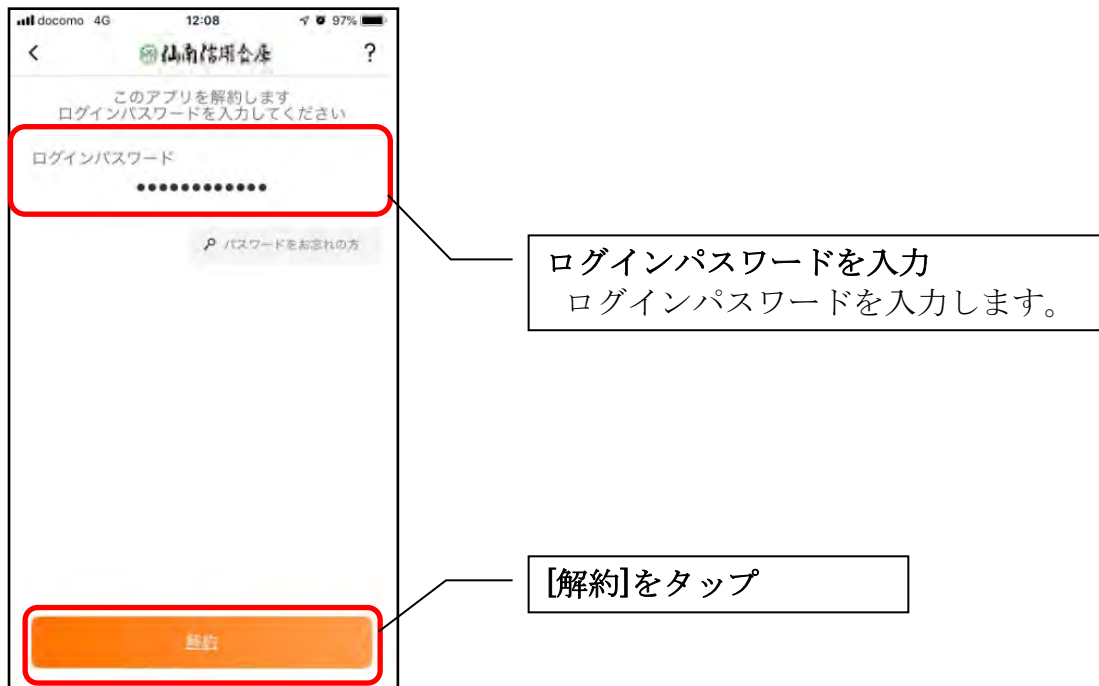 docomo 4G 12:08 97%
仙南信用金庫 ?
このアプリを解約します
ログインパスワードを入力してください
ログインパスワード
●●●●●●●●●●●●
パスワードをお忘れの方
ログインパスワードを入力
ログインパスワードを入力します。
[解約]をタップ
解約